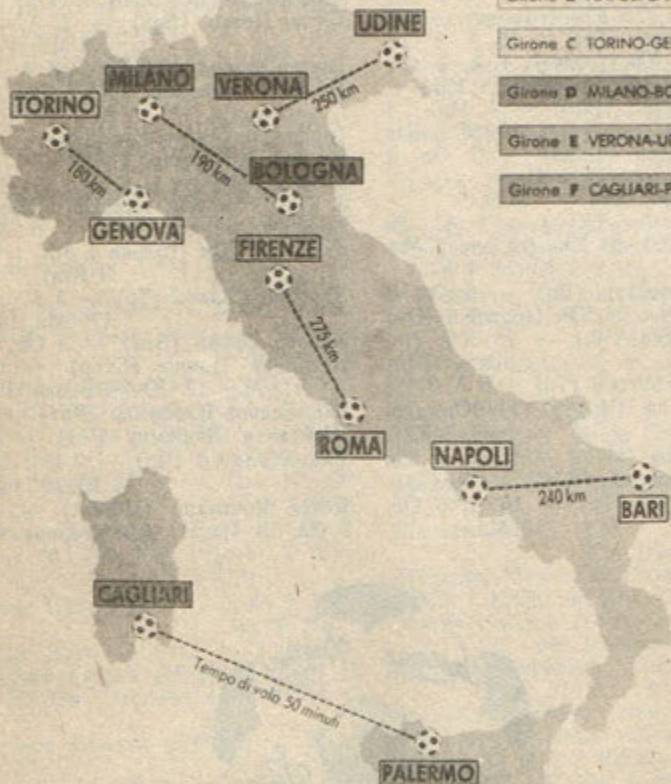 UDINE
Girone C TORINO-GE
MILANO
VERONA
Girone D MILANO-BO
TORINO
250 km
Girone E VERONA-U
190 km
BOLOGNA
180 km
Girone F CAGLIARI-P
GENOVA
FIRENZE
275 km
ROMA
NAPOLI
240 km
BARI
CAGLIARI
Tempo di volo 50 minuti
PALERMO